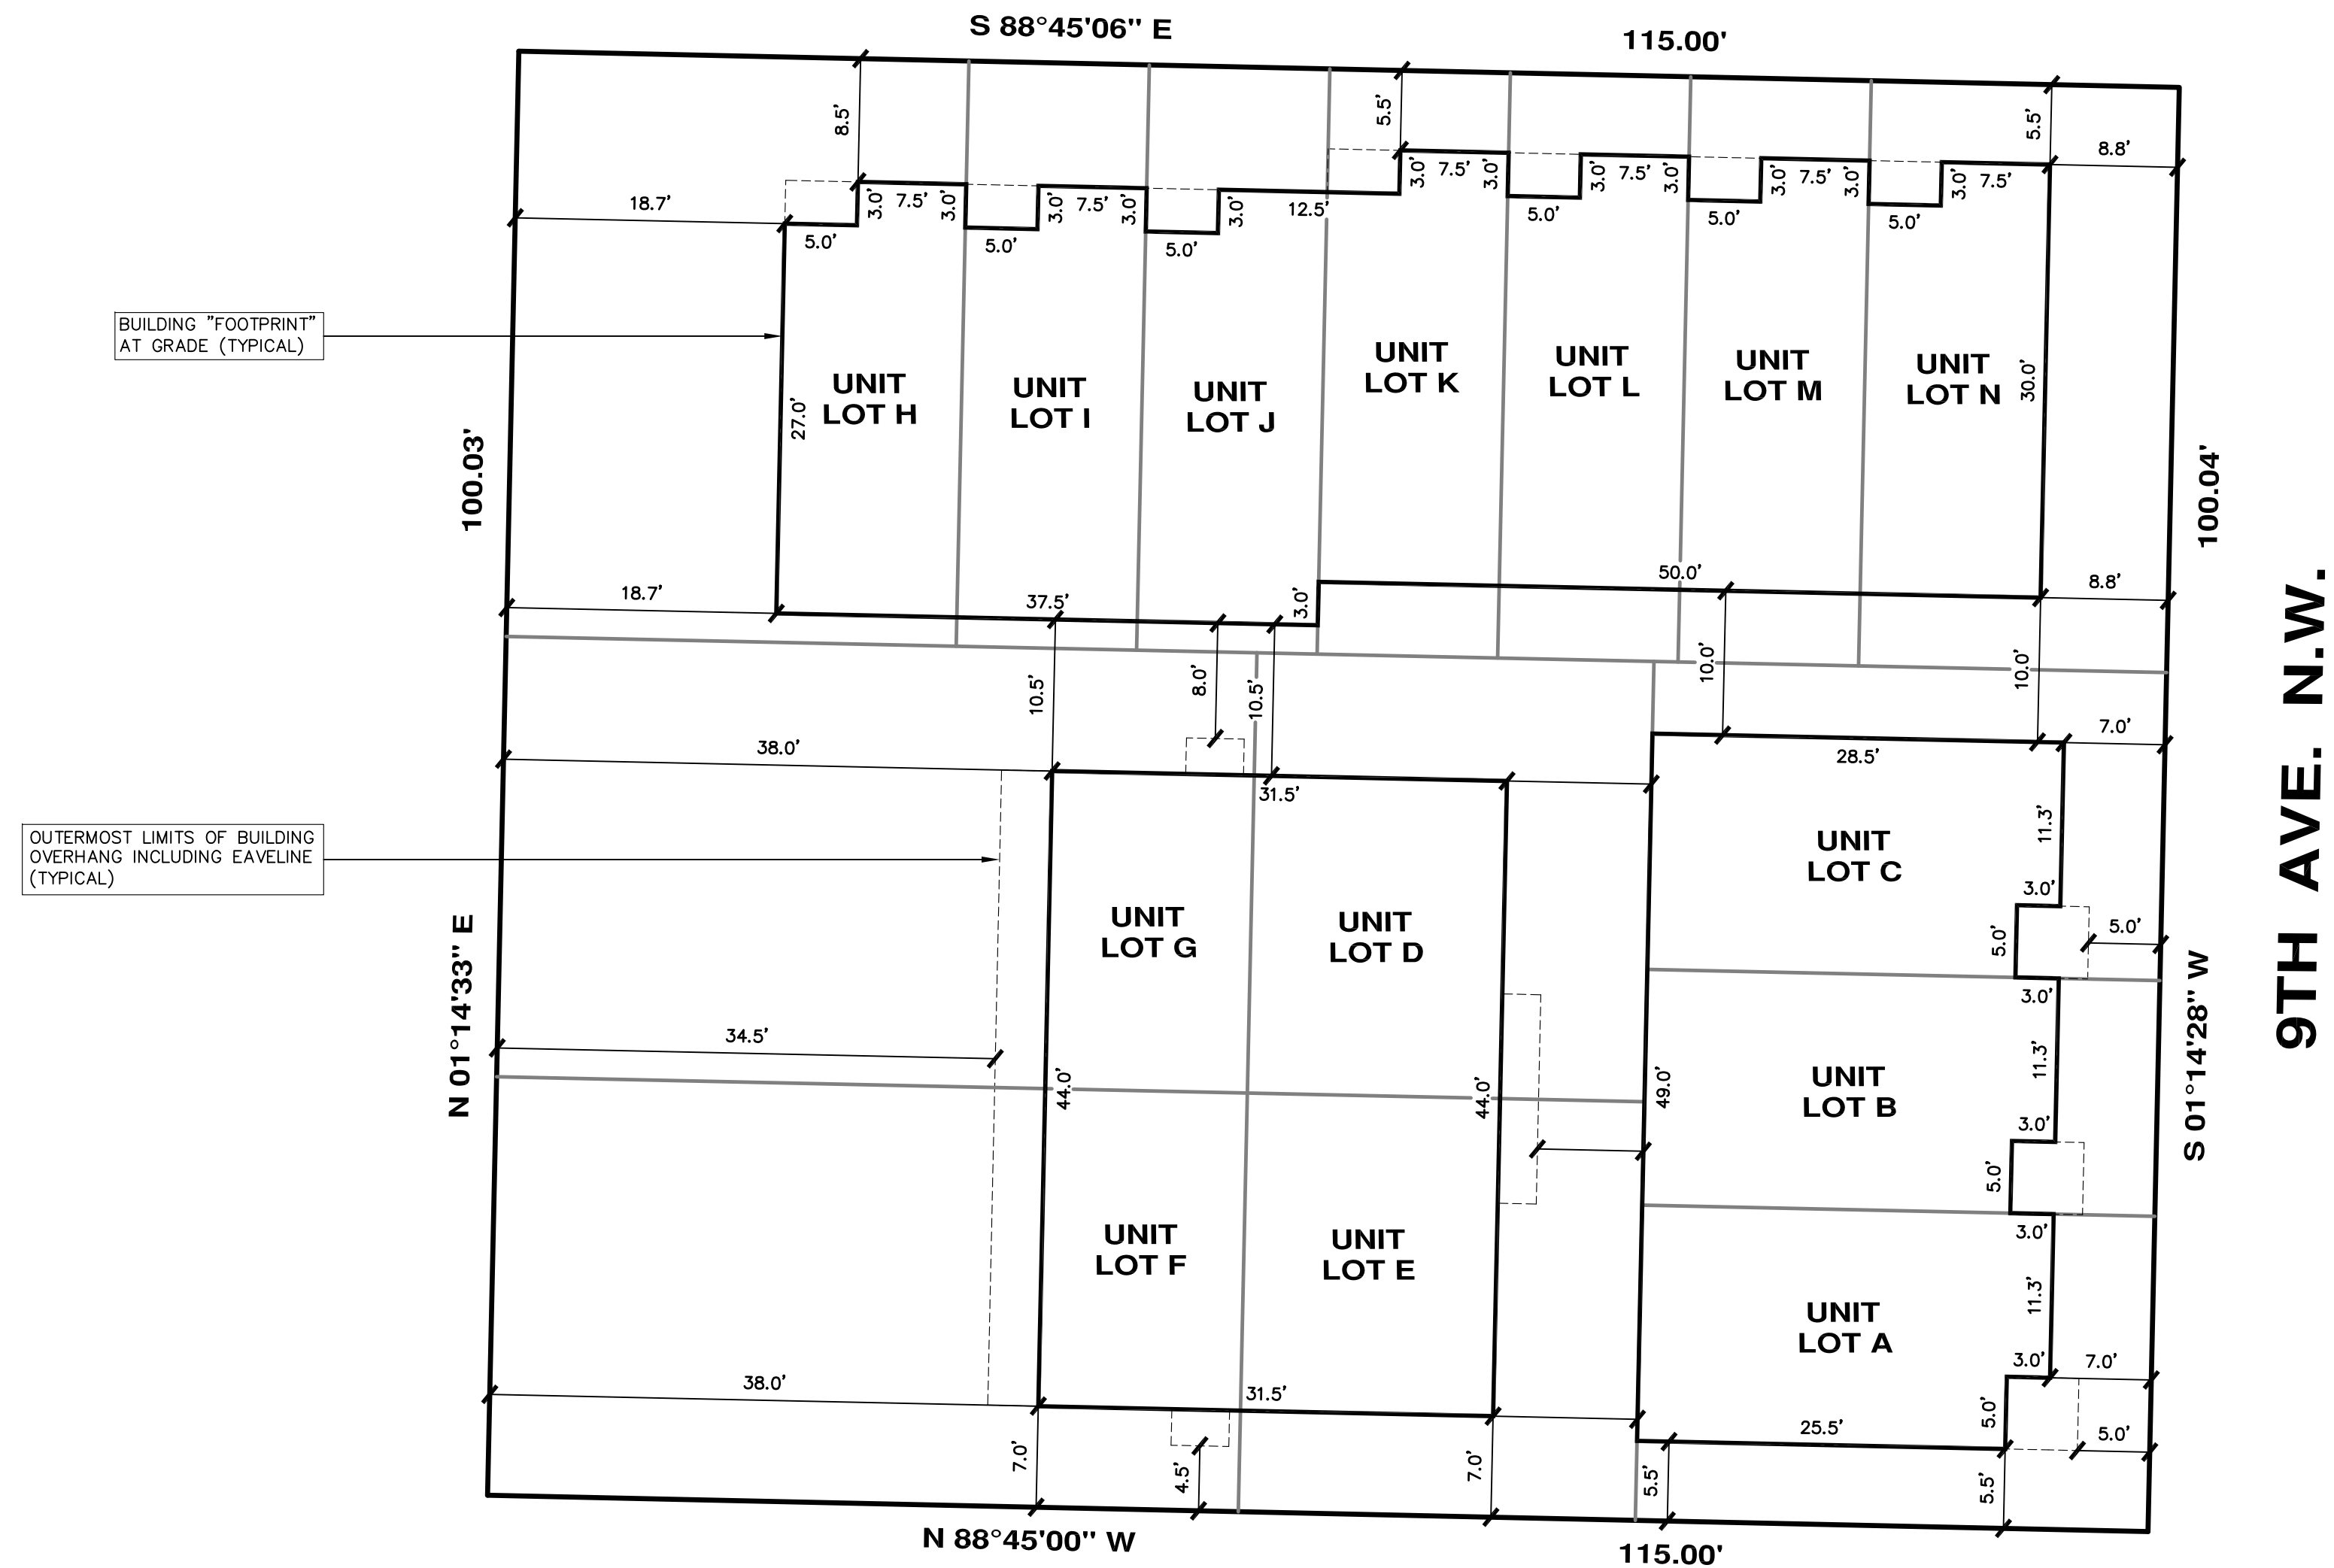 S 88°45'06" E
115.00'
8.5'
5.5'
5.5'
8.8'
18.7'
3.0'
7.5'
3.0'
3.0'
7.5'
3.0'
3.0'
12.5'
3.0'
7.5'
3.0'
3.0'
7.5'
3.0'
3.0'
7.5'
3.0'
3.0'
7.5'
5.0'
5.0'
5.0'
5.0'
5.0'
5.0'
BUILDING "FOOTPRINT"
AT GRADE (TYPICAL)
UNIT
LOT H
UNIT
LOT I
UNIT
LOT J
UNIT
LOT K
UNIT
LOT L
UNIT
LOT M
UNIT
LOT N
27.0'
30.0'
100.03'
100.04'
18.7'
37.5'
3.0'
50.0'
8.8'
10.5'
8.0'
10.5'
10.0'
10.0'
38.0'
31.5'
28.5'
7.0'
9TH AVE. N.W.
OUTERMOST LIMITS OF BUILDING
OVERHANG INCLUDING EAVELINE
(TYPICAL)
UNIT
LOT C
11.3'
3.0'
5.0'
5.0'
3.0'
UNIT
LOT G
UNIT
LOT D
N 01°14'33" E
S 01°14'28" W
34.5'
44.0'
44.0'
49.0'
UNIT
LOT B
11.3'
3.0'
5.0'
3.0'
UNIT
LOT F
UNIT
LOT E
UNIT
LOT A
11.3'
3.0'
7.0'
5.0'
5.0'
38.0'
31.5'
25.5'
7.0'
4.5'
7.0'
5.5'
5.5'
N 88°45'00" W
115.00'